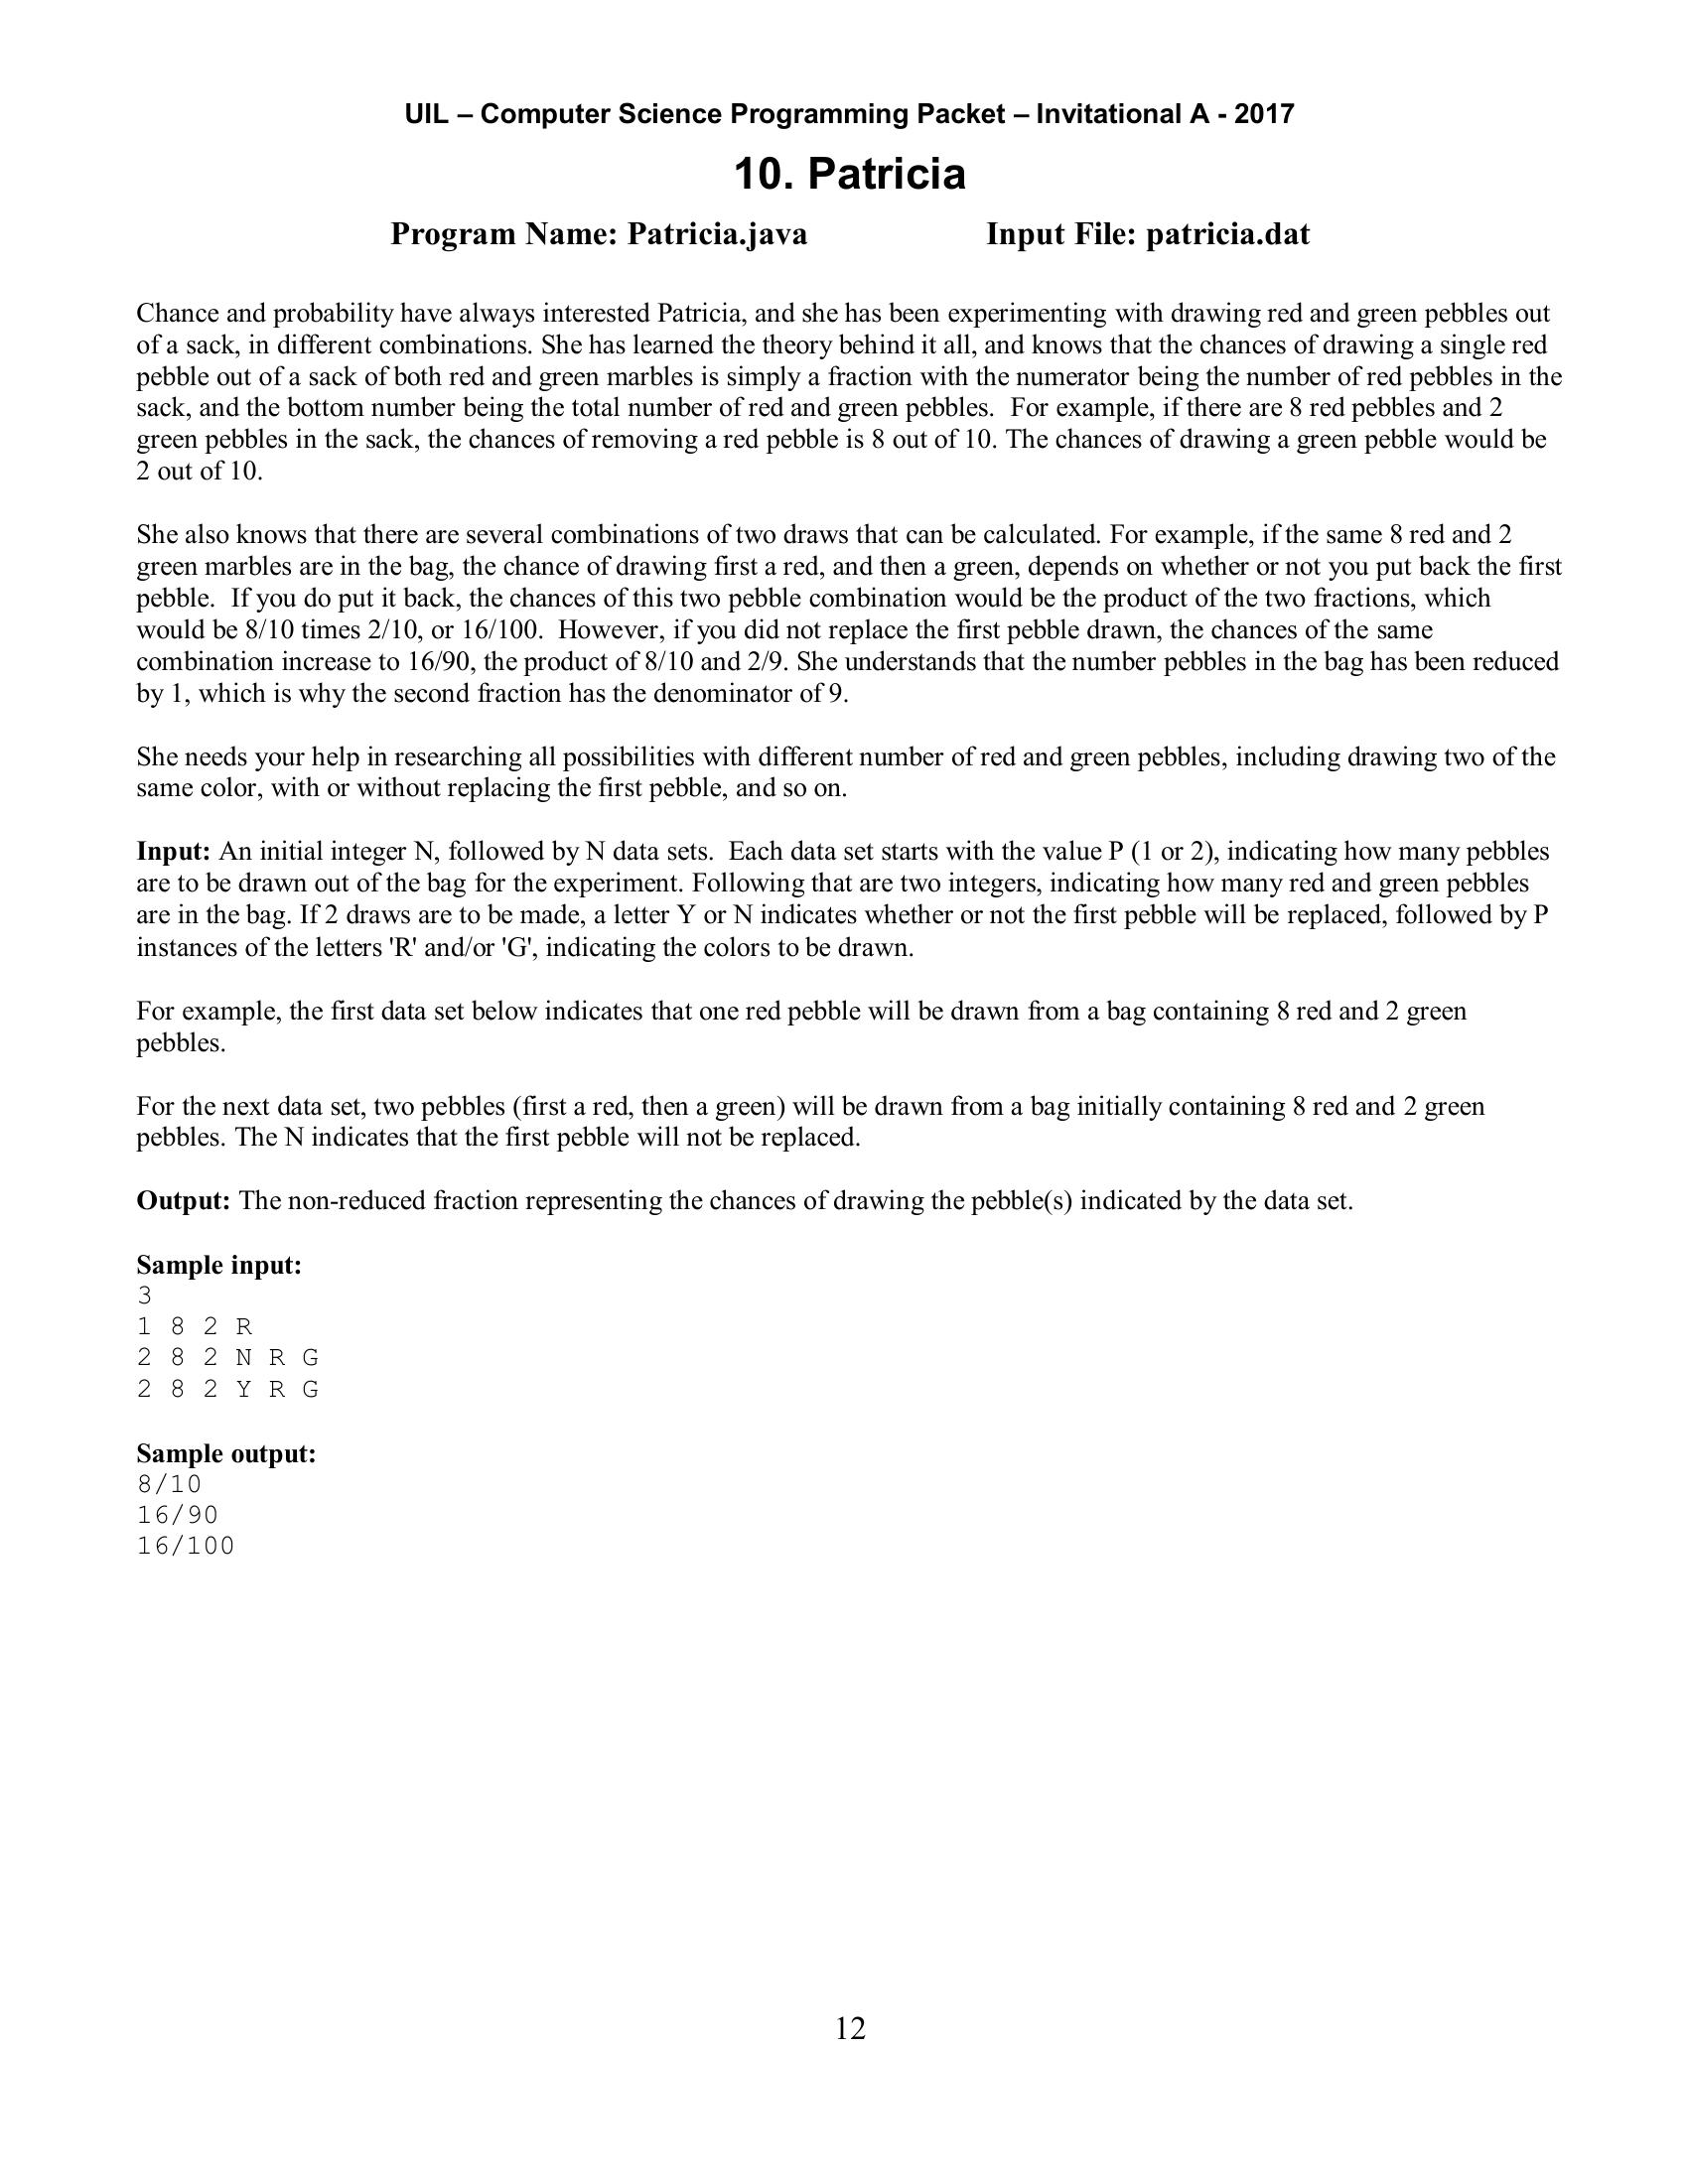 UIL – Computer Science Programming Packet – Invitational A - 2017
10. Patricia
Program Name: Patricia.java Input File: patricia.dat
Chance and probability have always interested Patricia, and she has been experimenting with drawing red and green pebbles out
of a sack, in different combinations. She has learned the theory behind it all, and knows that the chances of drawing a single red
pebble out of a sack of both red and green marbles is simply a fraction with the numerator being the number of red pebbles in the
sack, and the bottom number being the total number of red and green pebbles.  For example, if there are 8 red pebbles and 2
green pebbles in the sack, the chances of removing a red pebble is 8 out of 10. The chances of drawing a green pebble would be
2 out of 10.
She also knows that there are several combinations of two draws that can be calculated. For example, if the same 8 red and 2
green marbles are in the bag, the chance of drawing first a red, and then a green, depends on whether or not you put back the first
pebble.  If you do put it back, the chances of this two pebble combination would be the product of the two fractions, which
would be 8/10 times 2/10, or 16/100.  However, if you did not replace the first pebble drawn, the chances of the same
combination increase to 16/90, the product of 8/10 and 2/9. She understands that the number pebbles in the bag has been reduced
by 1, which is why the second fraction has the denominator of 9.
She needs your help in researching all possibilities with different number of red and green pebbles, including drawing two of the
same color, with or without replacing the first pebble, and so on.
Input: An initial integer N, followed by N data sets.  Each data set starts with the value P (1 or 2), indicating how many pebbles
are to be drawn out of the bag for the experiment. Following that are two integers, indicating how many red and green pebbles
are in the bag. If 2 draws are to be made, a letter Y or N indicates whether or not the first pebble will be replaced, followed by P
instances of the letters 'R' and/or 'G', indicating the colors to be drawn.
For example, the first data set below indicates that one red pebble will be drawn from a bag containing 8 red and 2 green
pebbles.
For the next data set, two pebbles (first a red, then a green) will be drawn from a bag initially containing 8 red and 2 green
pebbles. The N indicates that the first pebble will not be replaced.
Output: The non-reduced fraction representing the chances of drawing the pebble(s) indicated by the data set.
Sample input:
3
1 8 2 R
2 8 2 N R G
2 8 2 Y R G
Sample output:
8/10
16/90
16/100
12